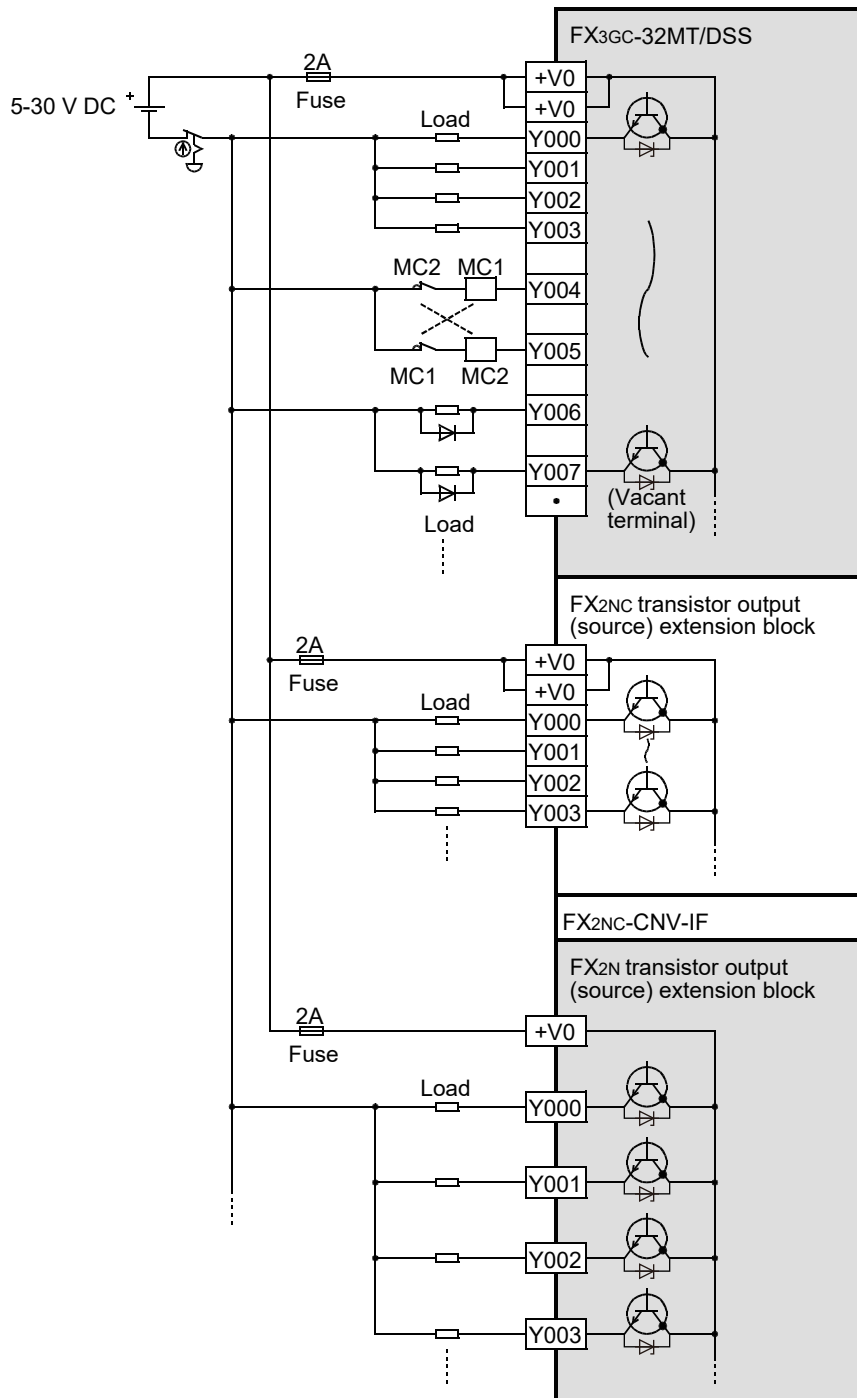 FX3GC-32MT/DSS
2A
+V0
Fuse
+V0
5-30 V DC +
Load
Y000
Y001
Y002
Y003
MC2 MC1
Y004
Y005
MC1 MC2
Y006
Y007
(Vacant
terminal)
Load
FX2NC transistor output
(source) extension block
2A
+V0
Fuse
+V0
Load
Y000
Y001
Y002
Y003
FX2NC-CNV-IF
FX2N transistor output
(source) extension block
2A
+V0
Fuse
Load
Y000
Y001
Y002
Y003